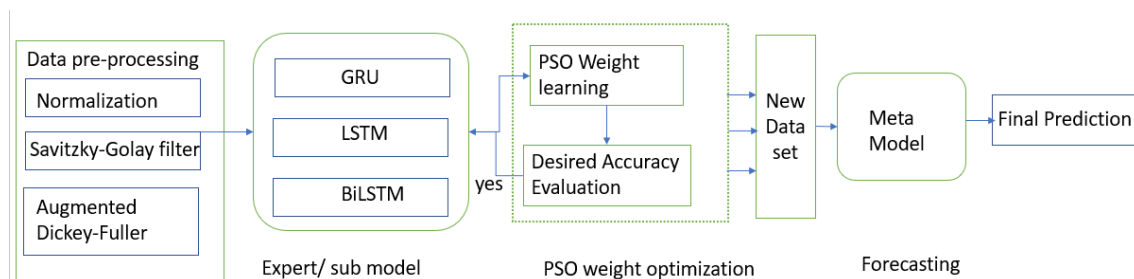 Data pre-processing
Normalization
Savitzky-Golay filter
Augmented
Dickey-Fuller
GRU
LSTM
BiLSTM
Expert/ sub model
yes
PSO Weight
learning
Desired Accuracy
Evaluation
PSO weight optimization
New
Data
set
Meta
Model
Forecasting
Final Prediction